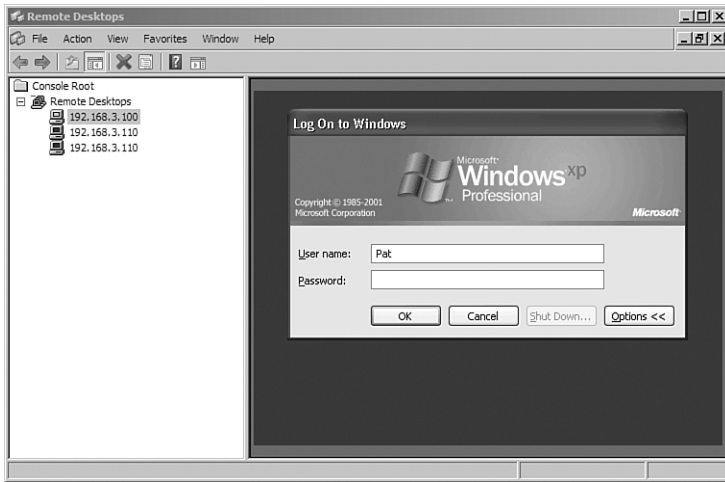 Remote Desktops
File Action View Favorites Window Help
Console Root
Remote Desktops
192.168.3.100
192.168.3.110
192.168.3.110
Log On to Windows
Microsoft®
Windows xp
Professional
Copyright © 1985-2001
Microsoft Corporation
Microsoft
User name: Pat
Password:
OK Cancel Shut Down... Options <<